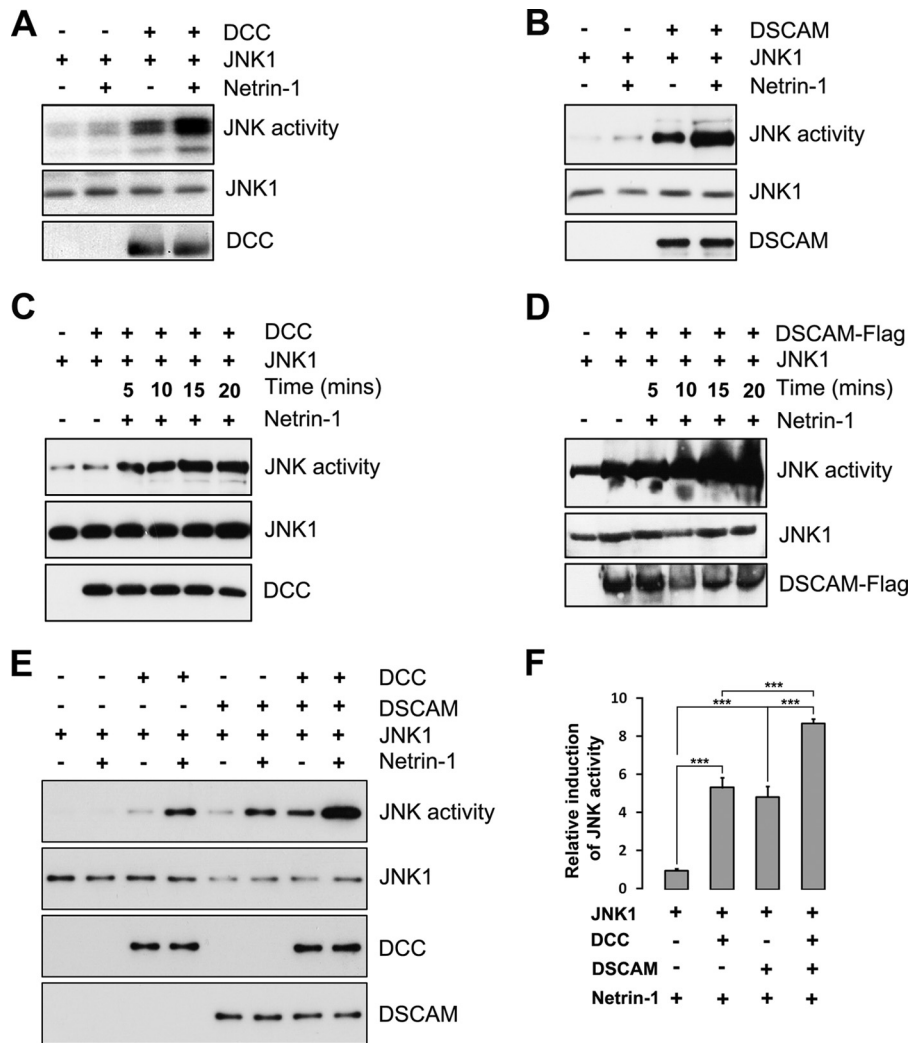 A
- - + + DCC
+ + + + JNK1
- + - + Netrin-1
JNK activity
JNK1
DCC
B
- - + + DSCAM
+ + + + JNK1
- + - + Netrin-1
JNK activity
JNK1
DSCAM
C
- + + + + + DCC
+ + + + + + JNK1
5 10 15 20 Time (mins)
- - + + + + Netrin-1
JNK activity
JNK1
DCC
D
- + + + + + DSCAM-Flag
+ + + + + + JNK1
5 10 15 20 Time (mins)
- - + + + + Netrin-1
JNK activity
JNK1
DSCAM-Flag
E
- - + + - - + + DCC
- - - - + + + + DSCAM
+ + + + + + + + JNK1
- + - + - + - + Netrin-1
JNK activity
JNK1
DCC
DSCAM
F
Relative induction
of JNK activity
10
8
6
4
2
0
***
*** ***
***
JNK1 + + + +
DCC - + - +
DSCAM - - + +
Netrin-1 + + + +